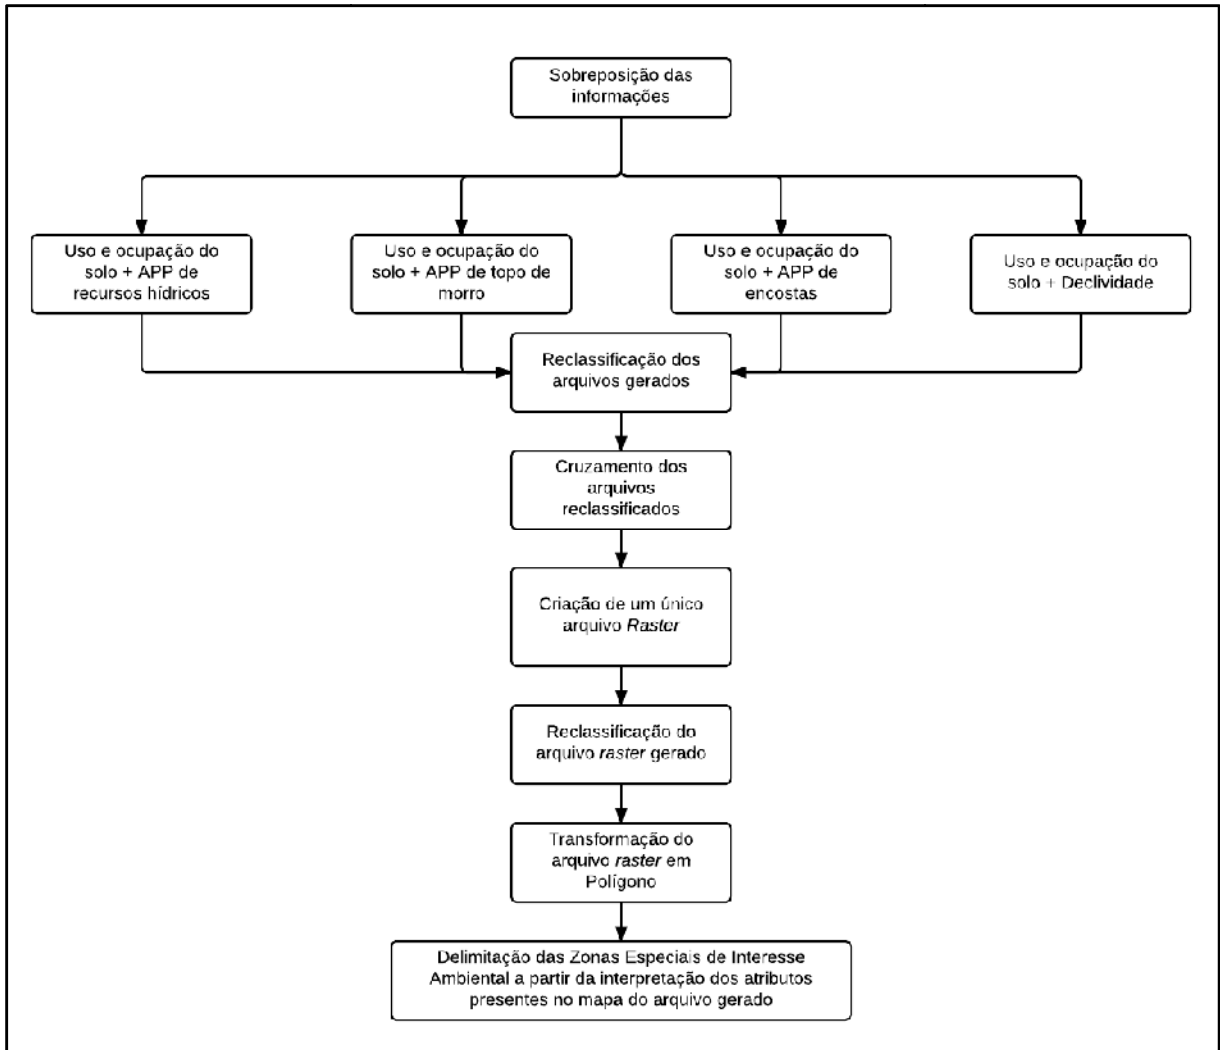 Sobreposição das
informações
Uso e ocupação do
solo + APP de
recursos hídricos
Uso e ocupação do
solo + APP de topo de
morro
Uso e ocupação do
solo + APP de
encostas
Uso e ocupação do
solo + Declividade
Reclassificação dos
arquivos gerados
Cruzamento dos
arquivos
reclassificados
Criação de um único
arquivo Raster
Reclassificação do
arquivo raster gerado
Transformação do
arquivo raster em
Polígono
Delimitação das Zonas Especiais de Interesse
Ambiental a partir da interpretação dos atributos
presentes no mapa do arquivo gerado